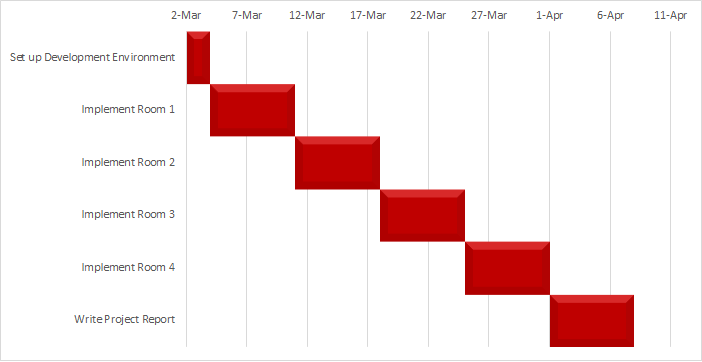 2-Mar 7-Mar 12-Mar 17-Mar 22-Mar 27-Mar 1-Apr 6-Apr 11-Apr
Set up Development Environment
Implement Room 1
Implement Room 2
Implement Room 3
Implement Room 4
Write Project Report